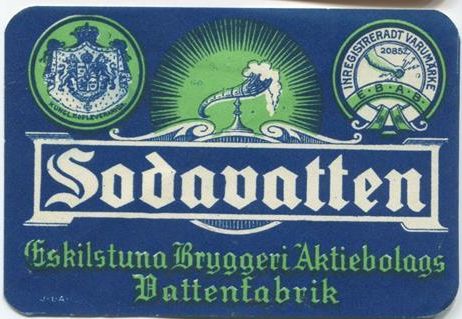 KUNGL. HOFLEVERANTÖR
INREGISTRERADT VARUMÄRKE
20852
E.B.A.B.
Sodavatten
Eskilstuna Bryggeri Aktiebolags
Vattenfabrik
J.L.A.